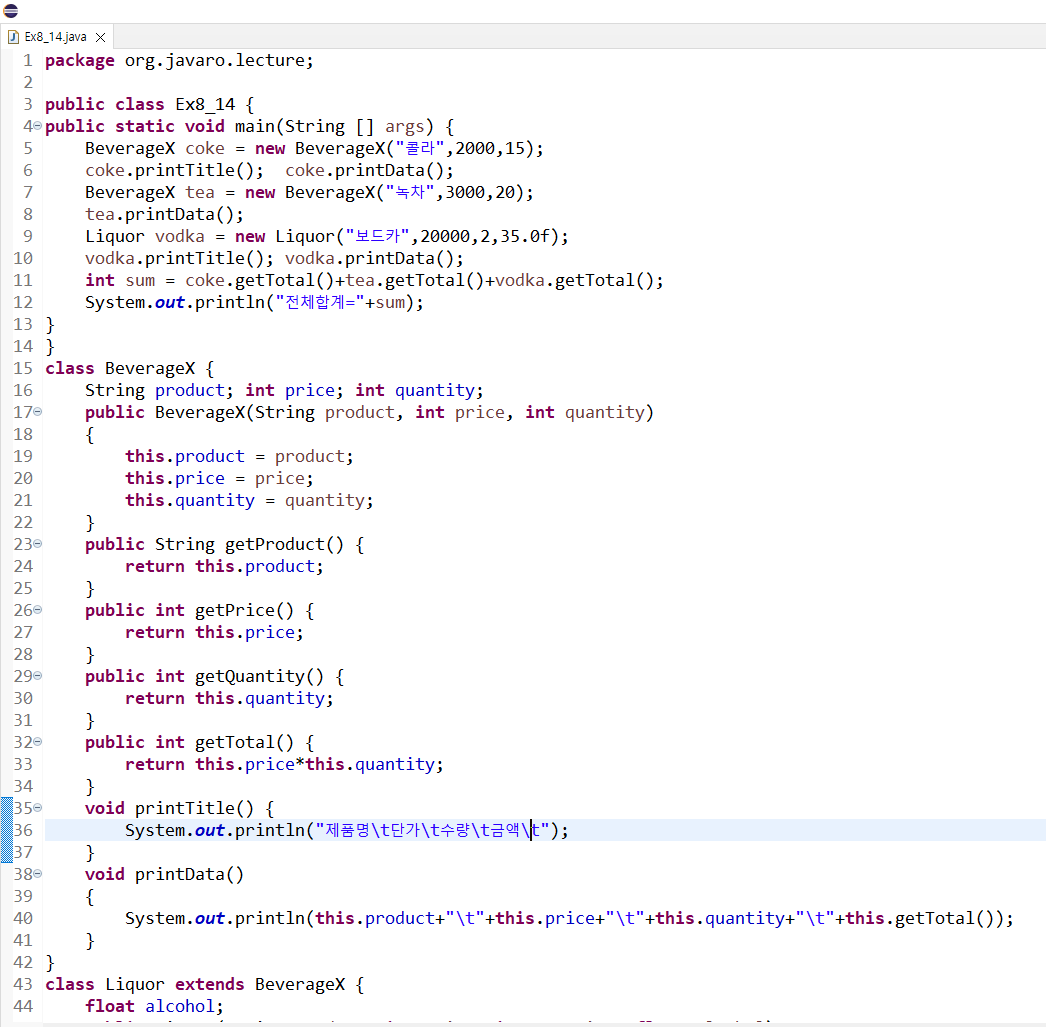 Ex8_14.java
1 package org.javaro.lecture;
2
3 public class Ex8_14 {
4 public static void main(String [] args) {
5     BeverageX coke = new BeverageX("콜라",2000,15);
6     coke.printTitle();  coke.printData();
7     BeverageX tea = new BeverageX("녹차",3000,20);
8     tea.printData();
9     Liquor vodka = new Liquor("보드카",20000,2,35.0f);
10     vodka.printTitle(); vodka.printData();
11     int sum = coke.getTotal()+tea.getTotal()+vodka.getTotal();
12     System.out.println("전체합계="+sum);
13 }
14 }
15 class BeverageX {
16     String product; int price; int quantity;
17     public BeverageX(String product, int price, int quantity)
18     {
19         this.product = product;
20         this.price = price;
21         this.quantity = quantity;
22     }
23     public String getProduct() {
24         return this.product;
25     }
26     public int getPrice() {
27         return this.price;
28     }
29     public int getQuantity() {
30         return this.quantity;
31     }
32     public int getTotal() {
33         return this.price*this.quantity;
34     }
35     void printTitle() {
36         System.out.println("제품명\t단가\t수량\t금액\t");
37     }
38     void printData()
39     {
40         System.out.println(this.product+"\t"+this.price+"\t"+this.quantity+"\t"+this.getTotal());
41     }
42 }
43 class Liquor extends BeverageX {
44     float alcohol;